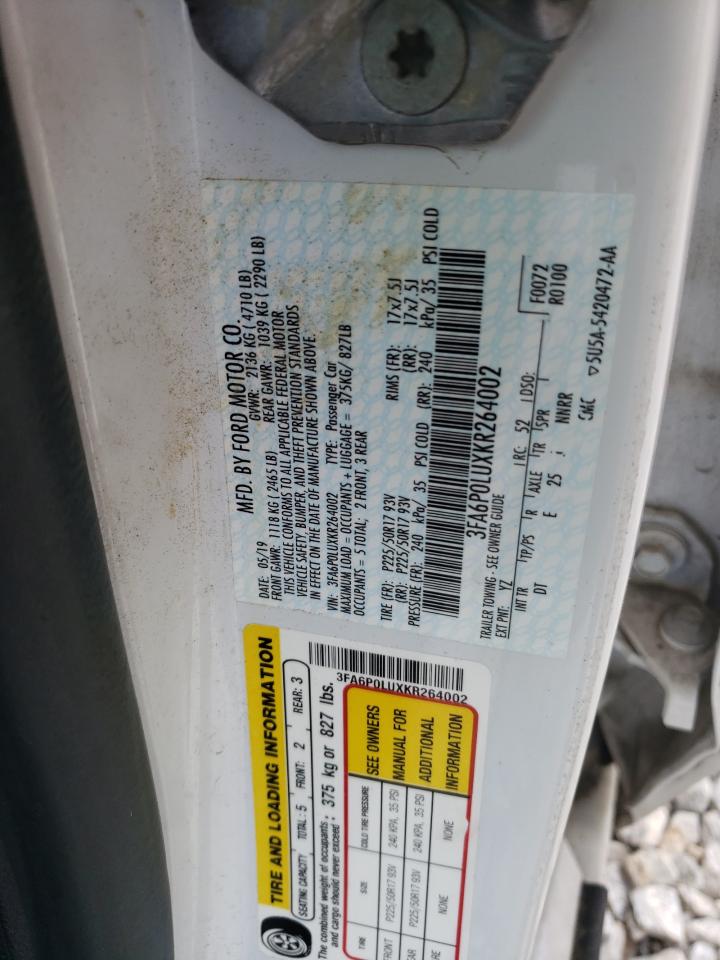 MFD. BY FORD MOTOR CO.
DATE: 05/19 GVWR: 2136 KG ( 4710 LB)
FRONT GAWR: 1118 KG ( 2465 LB) REAR GAWR: 1039 KG ( 2290 LB)
THIS VEHICLE CONFORMS TO ALL APPLICABLE FEDERAL MOTOR
VEHICLE SAFETY, BUMPER, AND THEFT PREVENTION STANDARDS
IN EFFECT ON THE DATE OF MANUFACTURE SHOWN ABOVE.
VIN: 3FA6P0LUXKR264002 TYPE: Passenger Car
MAXIMUM LOAD = OCCUPANTS + LUGGAGE = 375KG/ 827LB
OCCUPANTS = 5 TOTAL; 2 FRONT, 3 REAR
TIRE (FR): P225/50R17 93V RIMS (FR): 17x7.5J
(RR): P225/50R17 93V (RR): 17x7.5J
PRESSURE (FR): 240 kPa/ 35 PSI COLD (RR): 240 kPa/ 35 PSI COLD
3FA6P0LUXKR264002
TRAILER TOWING - SEE OWNER GUIDE
EXT PNT: YZ RC: 52 DSO: F0072
R0100
INT TR TP/PS R AXLE TR SPR
DT E 25 j NNRR
SMC ▽5U5A-5420472-AA
TIRE AND LOADING INFORMATION
SEATING CAPACITY TOTAL: 5 FRONT: 2 REAR: 3
The combined weight of occupants
and cargo should never exceed : 375 kg or 827 lbs.
3FA6P0LUXKR264002
TIRE SIZE COLD TIRE PRESSURE
FRONT P225/50R17 93V 240 KPA, 35 PSI
EAR P225/50R17 93V 240 KPA, 35 PSI
RE NONE NONE
SEE OWNERS
MANUAL FOR
ADDITIONAL
INFORMATION